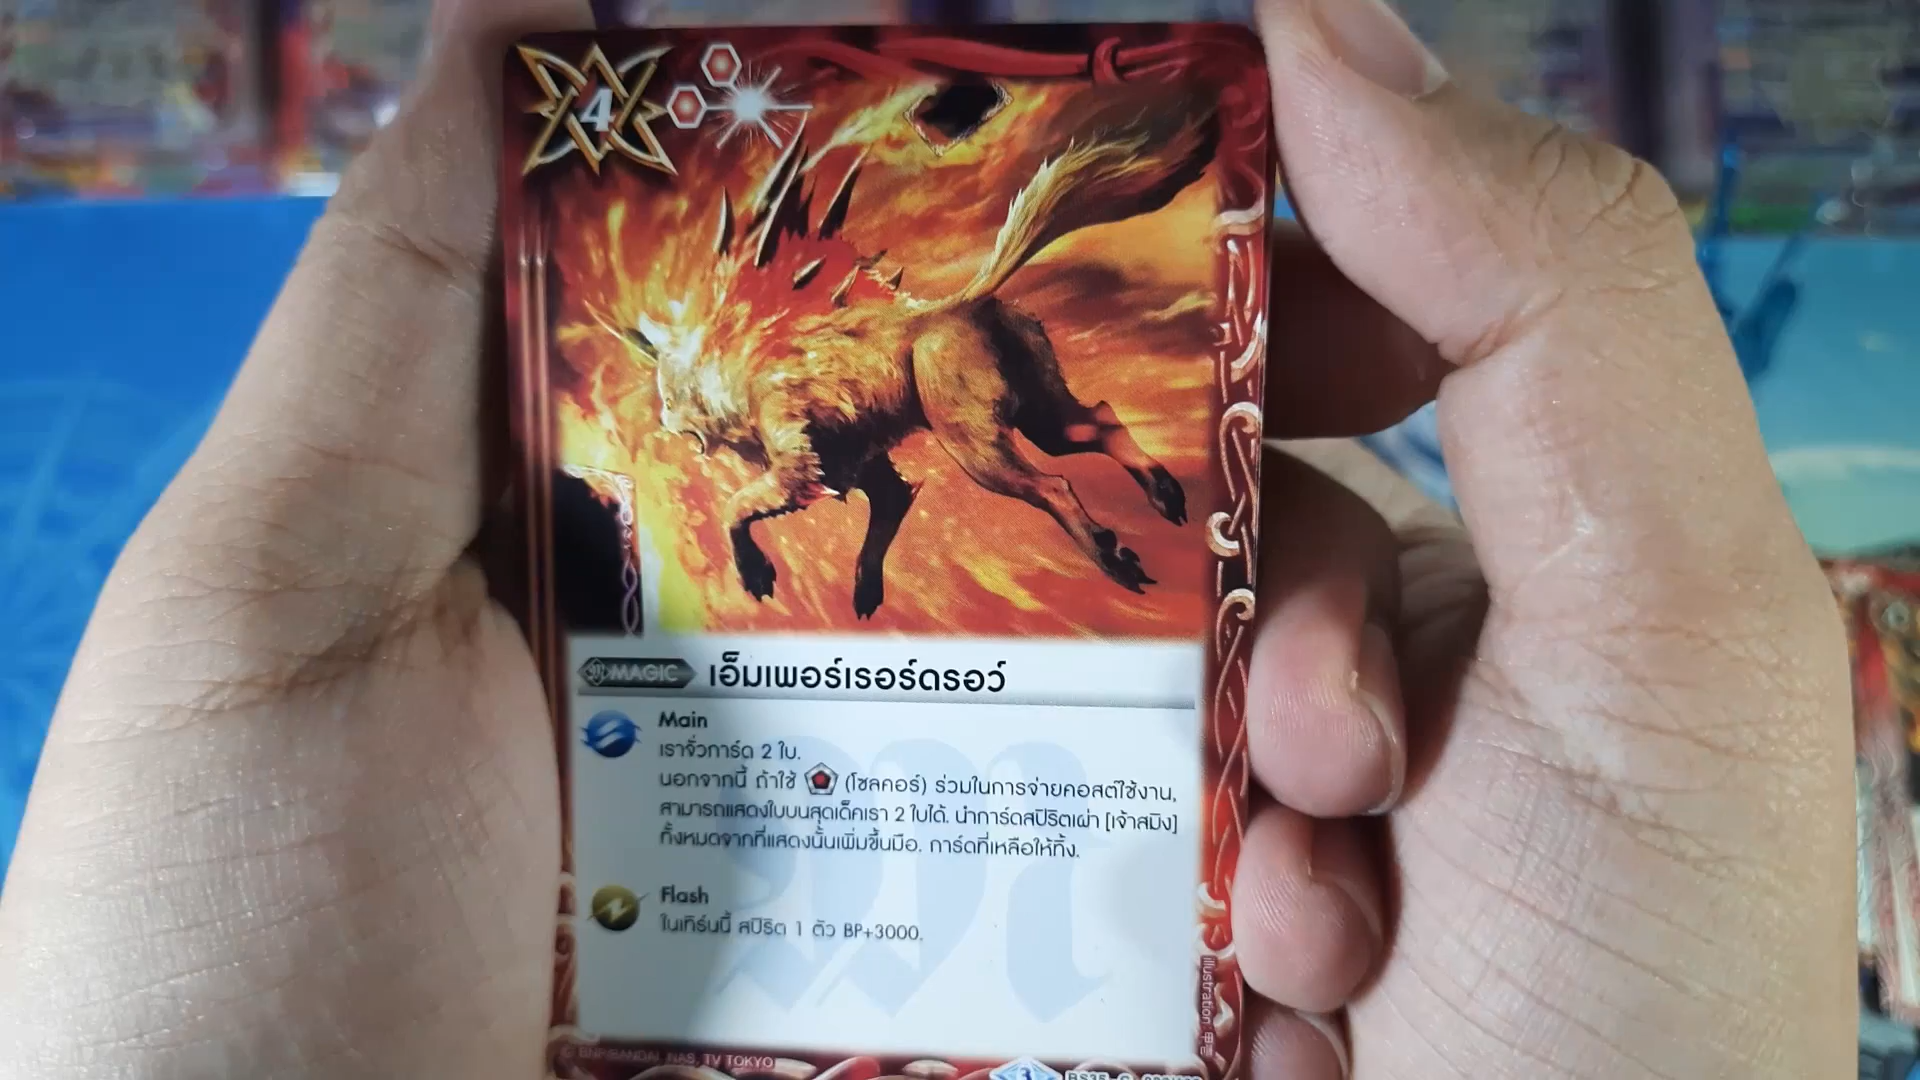 4
MAGIC เอ็มเพอร์เรอร์ดรอว์
Main
เราจั่วการ์ด 2 ใบ.
นอกจากนี้ ถ้าใช้ (โซลคอร์) ร่วมในการจ่ายคอสต์ใช้งาน,
สามารถแสดงใบบนสุดเด็คเรา 2 ใบได้. นำการ์ดสปิริตเผ่า [เจ้าสมิง]
ทั้งหมดจากที่แสดงนั้นเพิ่มขึ้นมือ. การ์ดที่เหลือให้ทิ้ง.
Flash
ในเทิร์นนี้ สปิริต 1 ตัว BP+3000.
illustration
© BNP/BANDAI, NAS, TV TOKYO
3
BS35